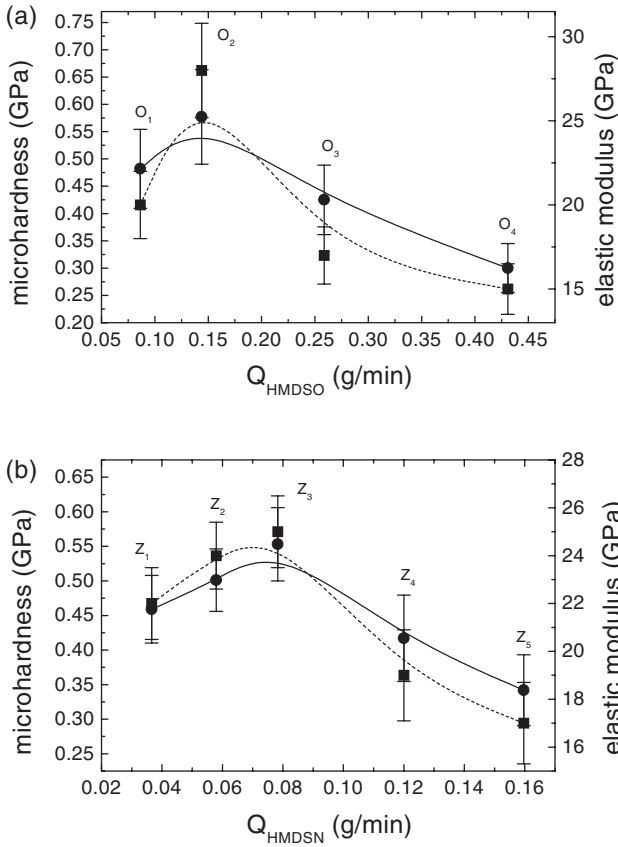 (a)
microhardness (GPa)
0.75
0.70
0.65
0.60
0.55
0.50
0.45
0.40
0.35
0.30
0.25
0.20
O1
O2
O3
O4
30
25
20
15
elastic modulus (GPa)
0.05 0.10 0.15 0.20 0.25 0.30 0.35 0.40 0.45
QHMDSO (g/min)
(b)
microhardness (GPa)
0.65
0.60
0.55
0.50
0.45
0.40
0.35
0.30
0.25
Z1
Z2
Z3
Z4
Z5
28
26
24
22
20
18
16
elastic modulus (GPa)
0.02 0.04 0.06 0.08 0.10 0.12 0.14 0.16
QHMDSN (g/min)